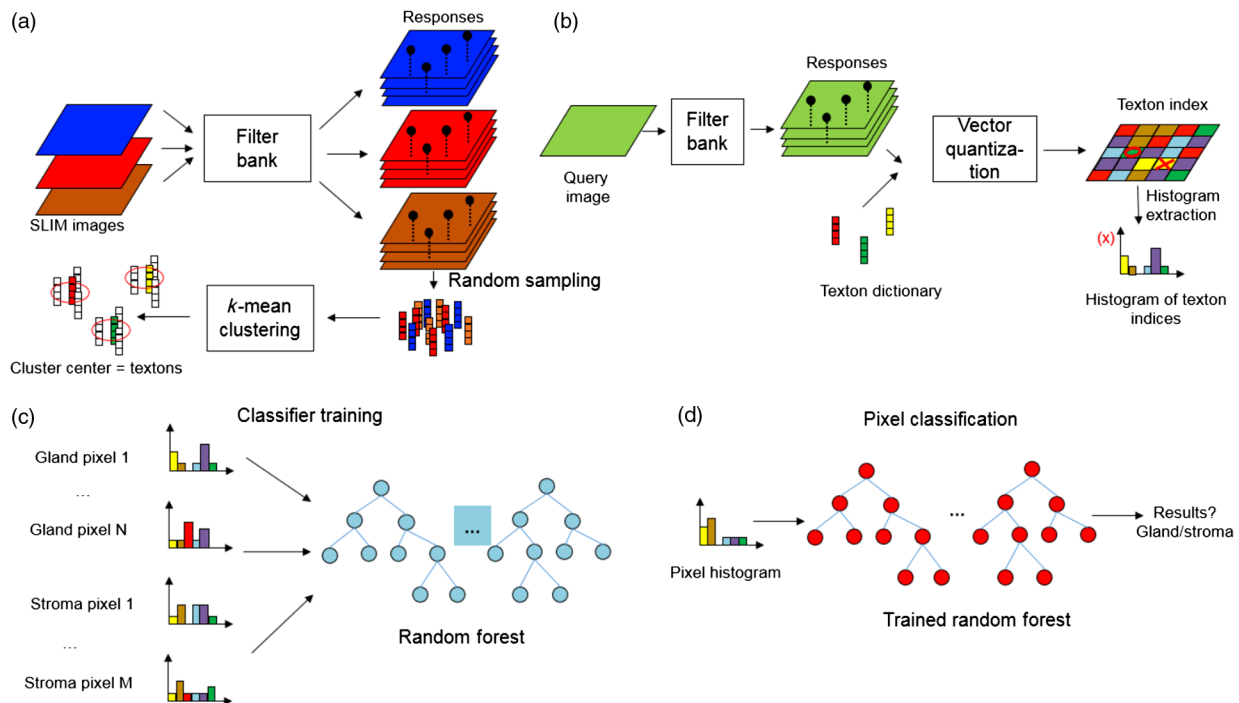 (a)
Responses
Filter
bank
SLIM images
Random sampling
k-mean
clustering
Cluster center = textons
(b)
Responses
Texton index
Filter
bank
Vector
quantiza-
tion
Query
image
Histogram
extraction
(x)
Texton dictionary
Histogram of texton
indices
(c)
Classifier training
Gland pixel 1
...
Gland pixel N
...
Stroma pixel 1
...
Stroma pixel M
Random forest
(d)
Pixel classification
...
Results?
Gland/stroma
Pixel histogram
Trained random forest